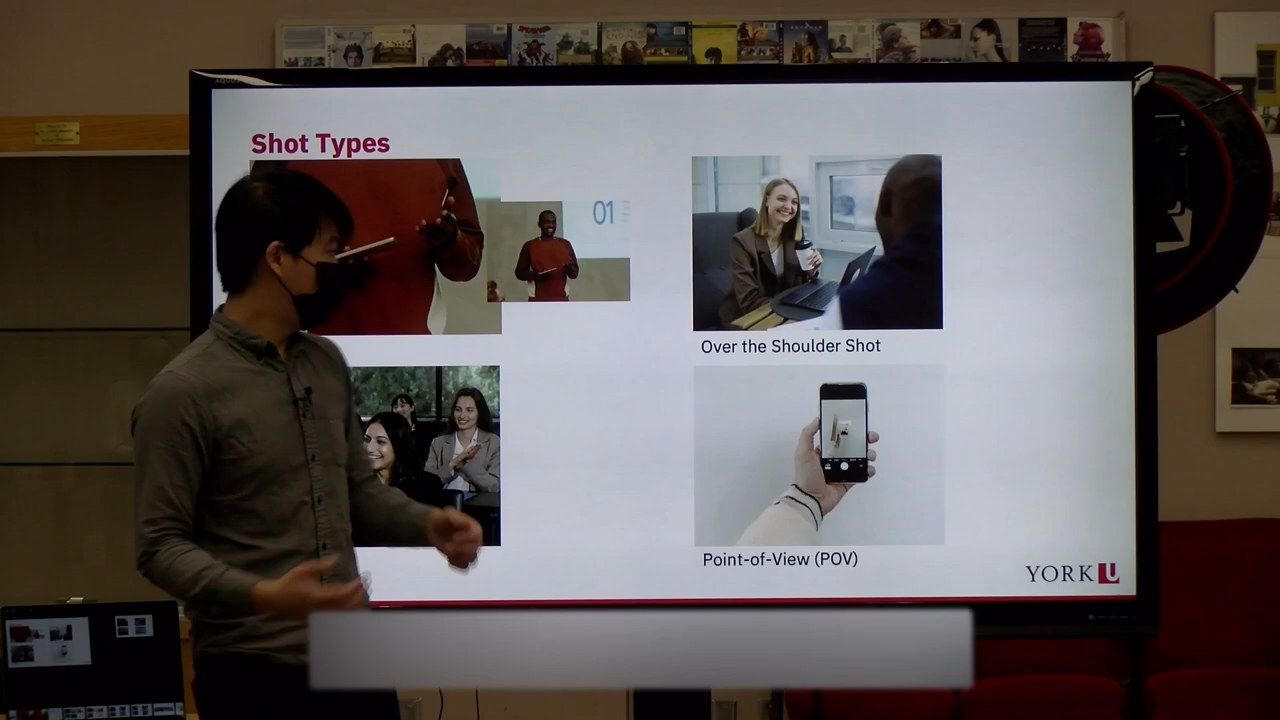 Shot Types
01
Over the Shoulder Shot
Point-of-View (POV)
YORK U